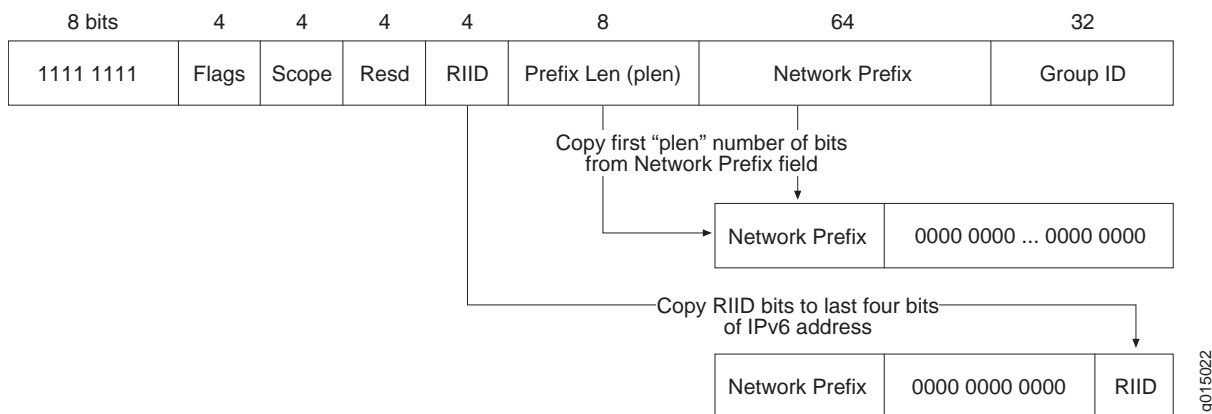 8 bits 4 4 4 4 8 64 32
1111 1111 Flags Scope Resd RIID Prefix Len (plen) Network Prefix Group ID
Copy first “plen” number of bits
from Network Prefix field
Network Prefix 0000 0000 ... 0000 0000
Copy RIID bits to last four bits
of IPv6 address
Network Prefix 0000 0000 0000 RIID
g015022